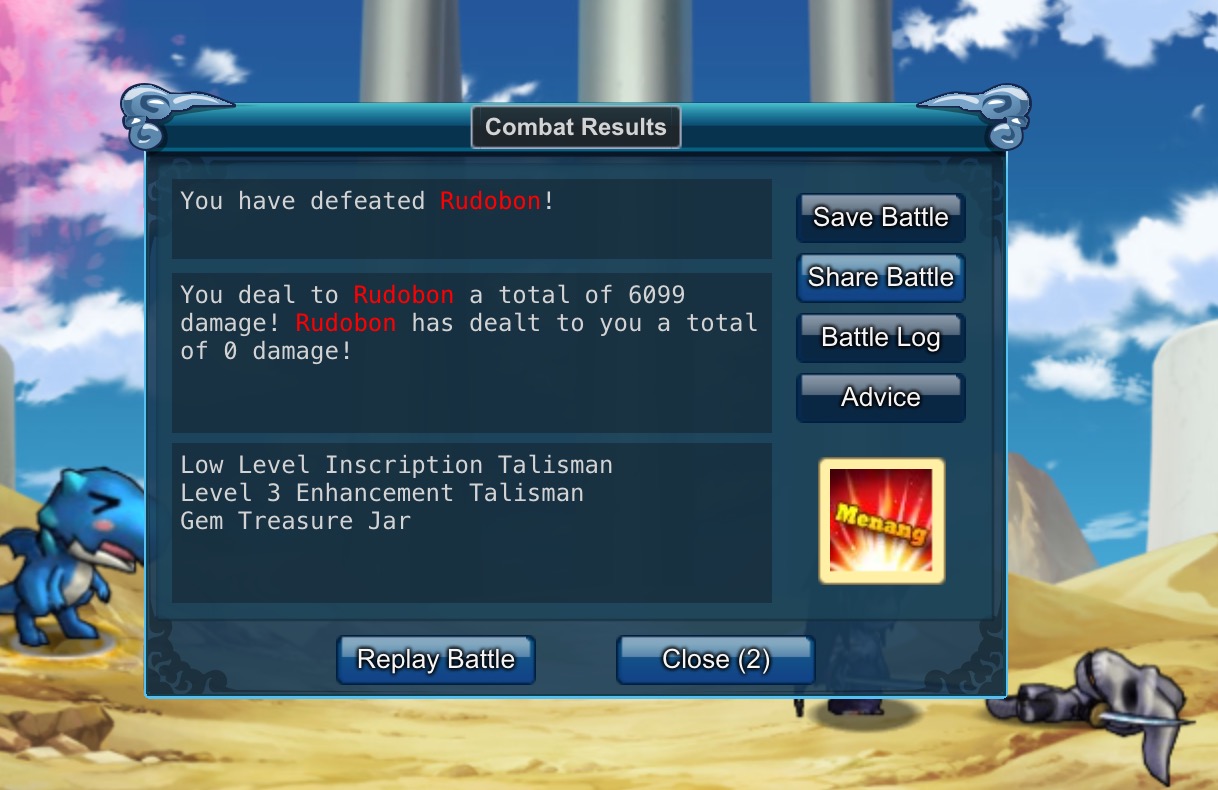 Combat Results
You have defeated Rudobon!
You deal to Rudobon a total of 6099
damage! Rudobon has dealt to you a total
of 0 damage!
Low Level Inscription Talisman
Level 3 Enhancement Talisman
Gem Treasure Jar
Save Battle
Share Battle
Battle Log
Advice
Menang
Replay Battle
Close (2)